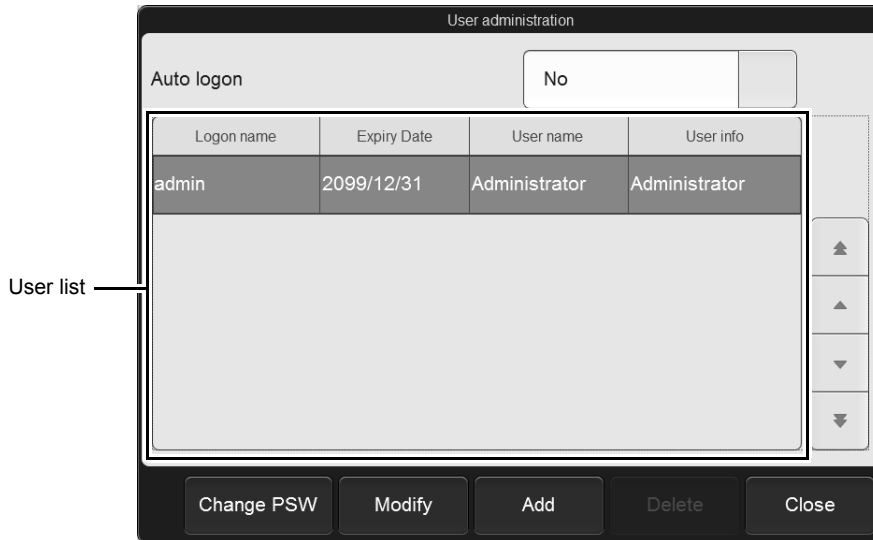 User administration
Auto logon No
Logon name Expiry Date User name User info
admin 2099/12/31 Administrator Administrator
User list
Change PSW Modify Add Delete Close